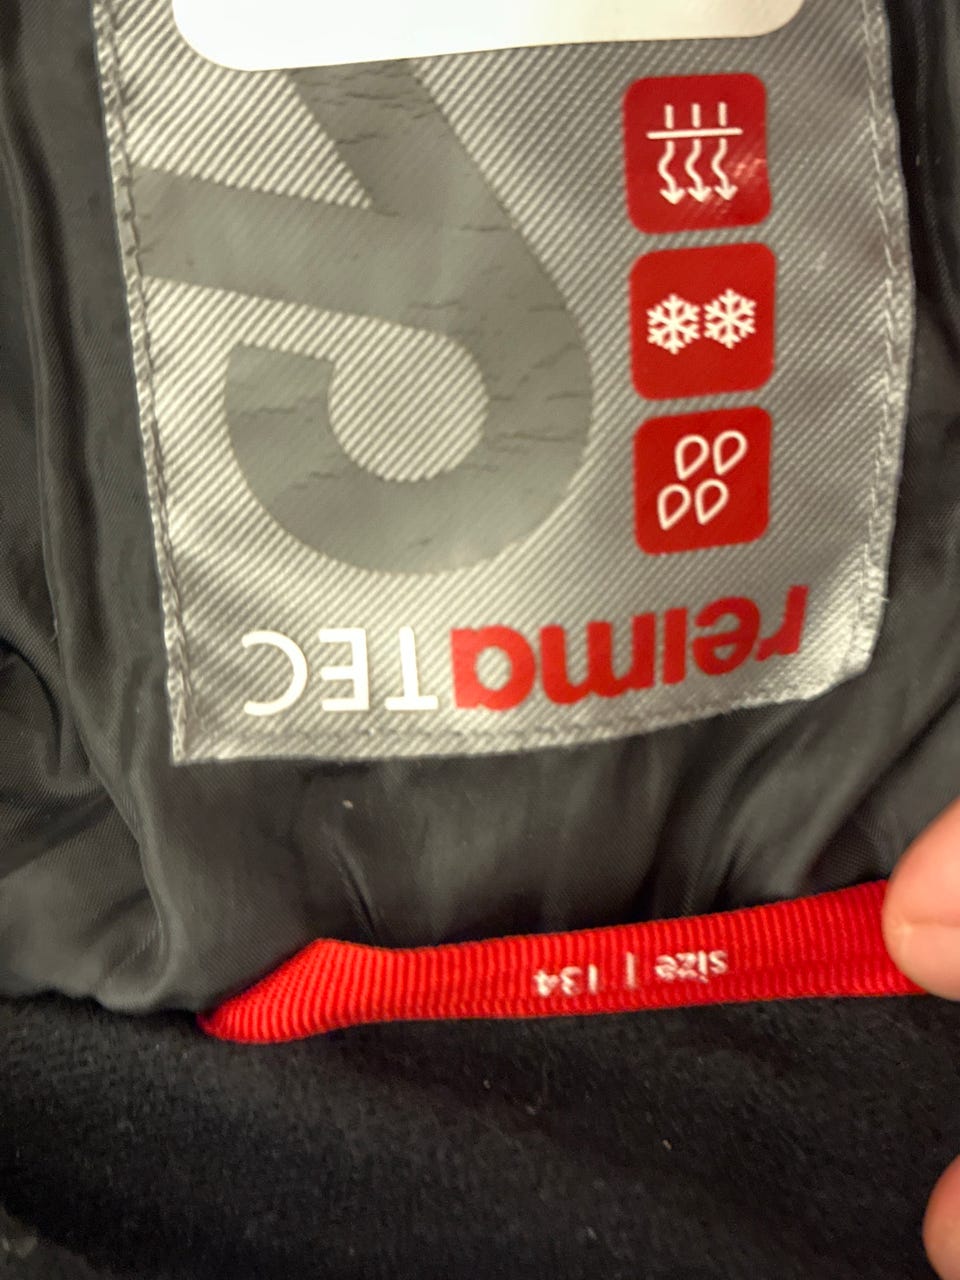 reimaTEC
size | 134